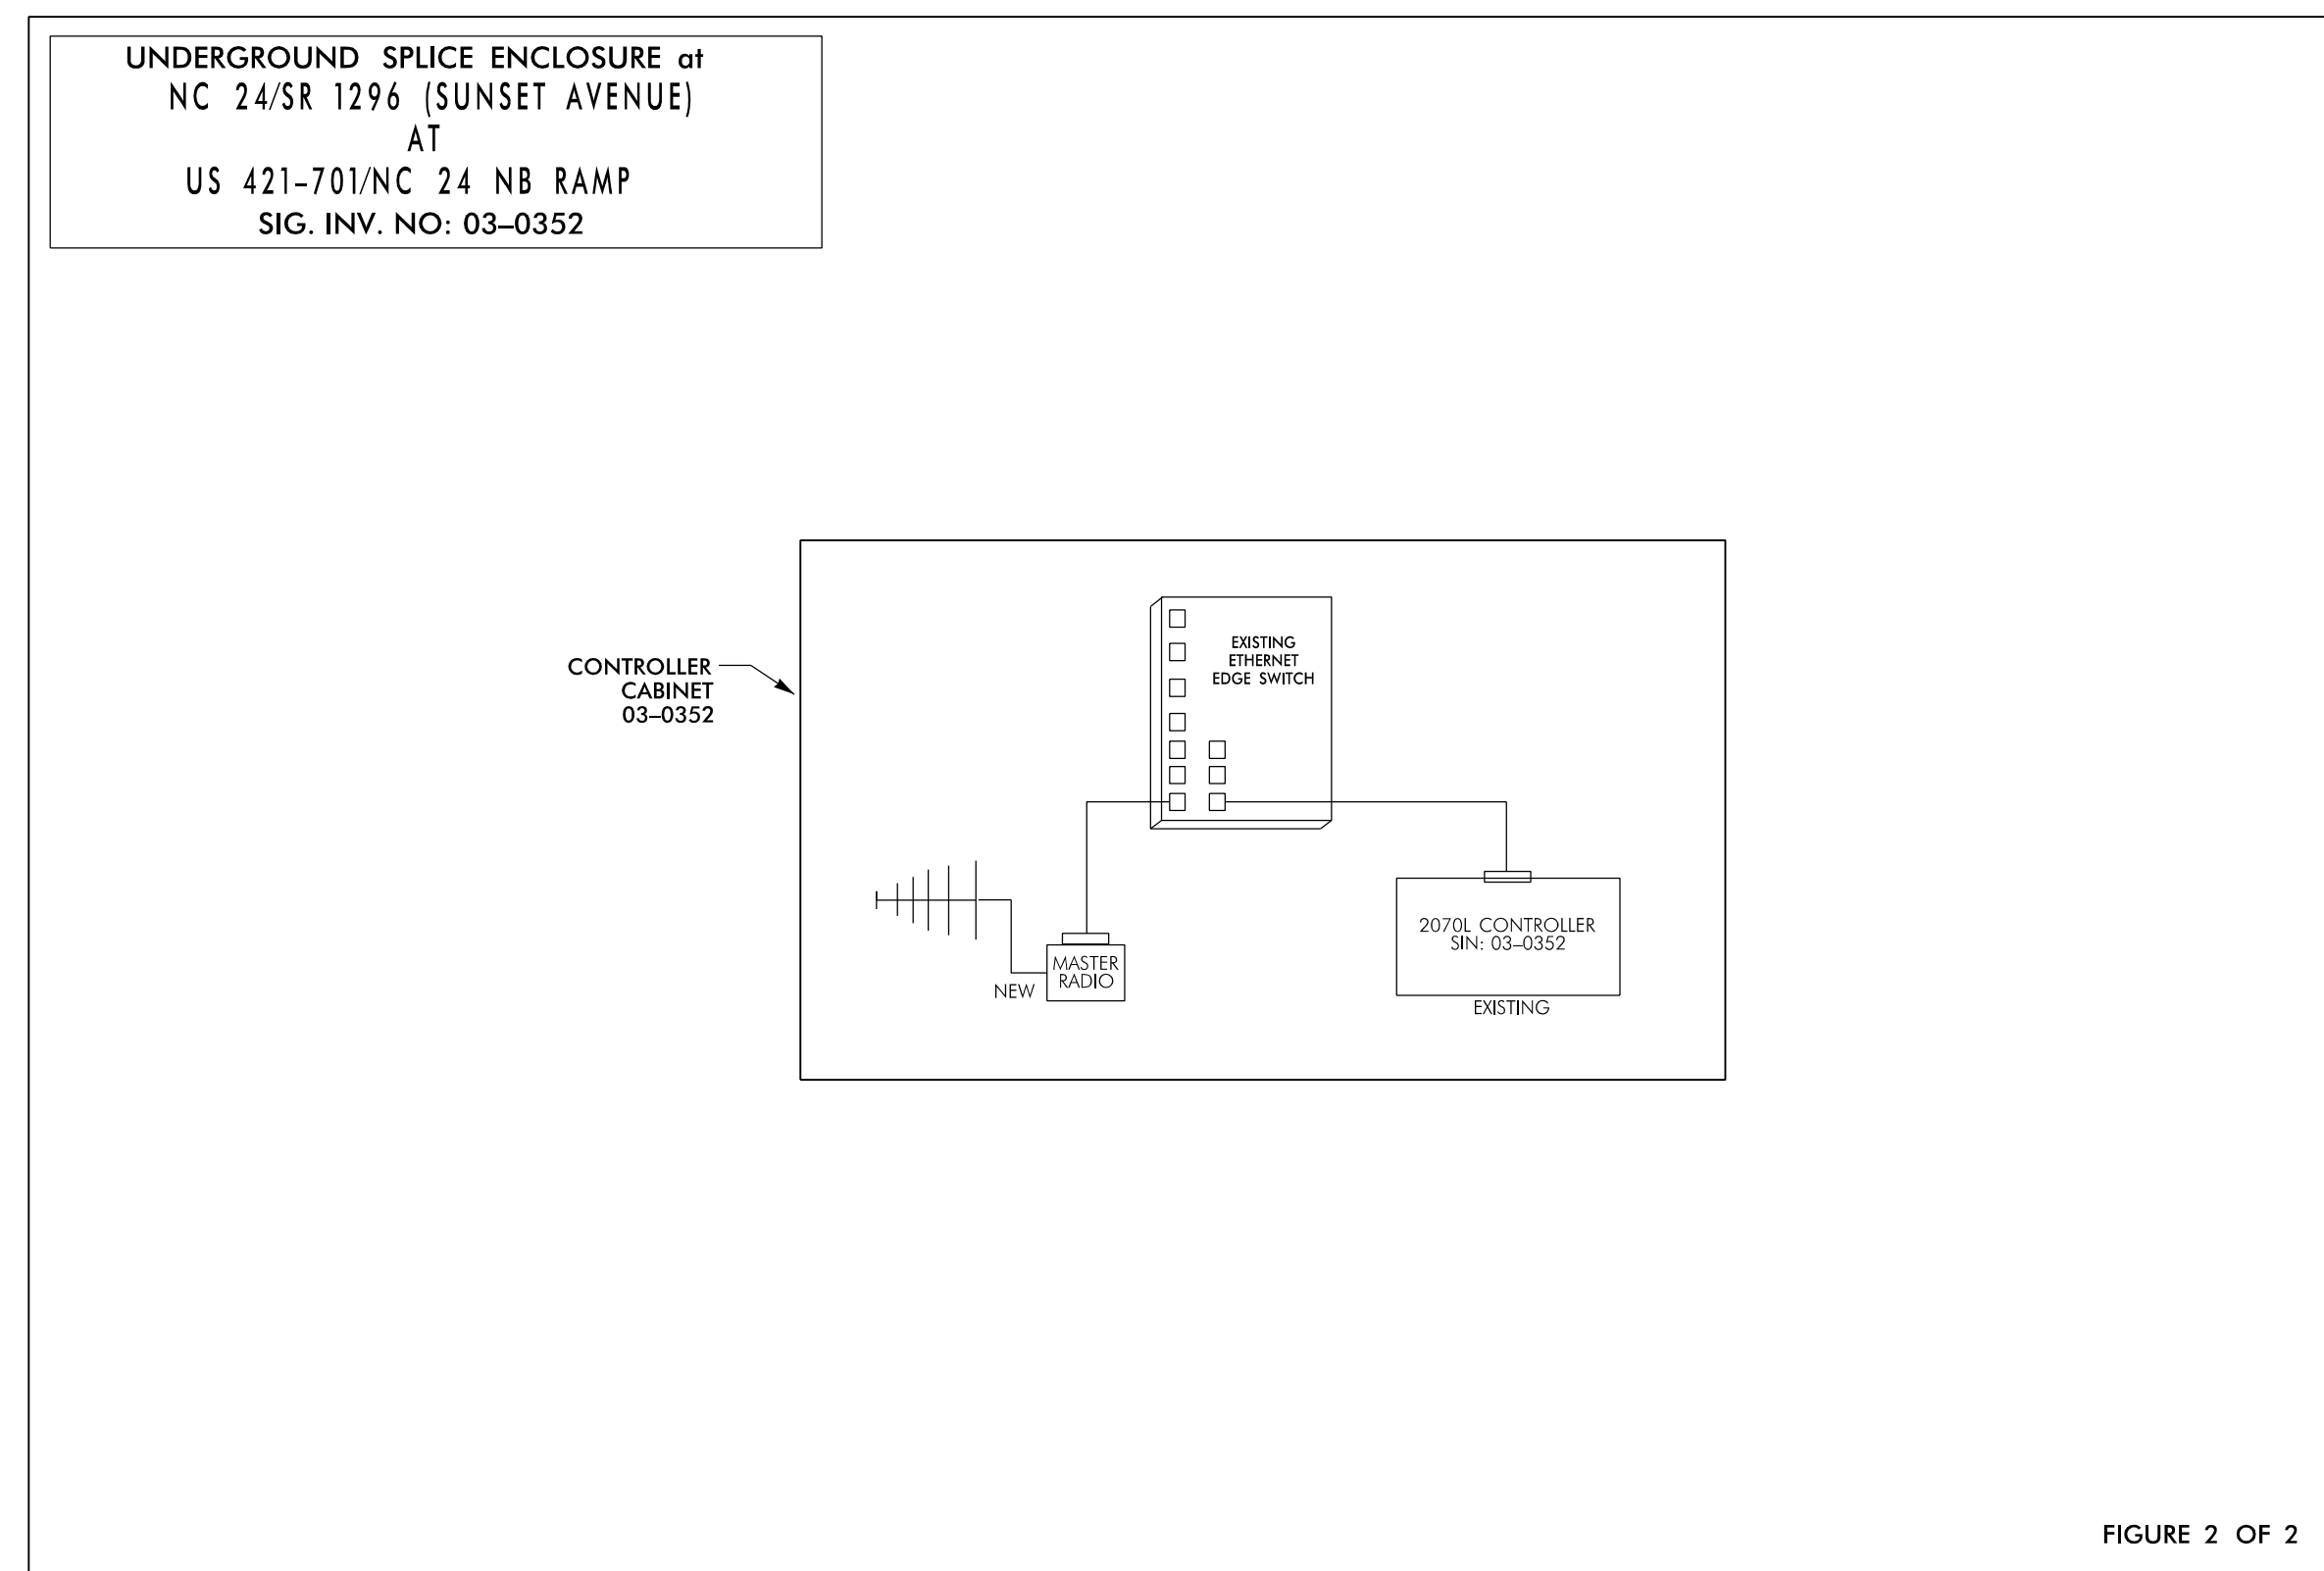 UNDERGROUND SPLICE ENCLOSURE at
NC 24/SR 1296 (SUNSET AVENUE)
AT
US 421-701/NC 24 NB RAMP
SIG. INV. NO: 03-0352
EXISTING
ETHERNET
EDGE SWITCH
CONTROLLER
CABINET
03-0352
2070L CONTROLLER
SIN: 03-0352
EXISTING
MASTER
RADIO
NEW
FIGURE 2 OF 2